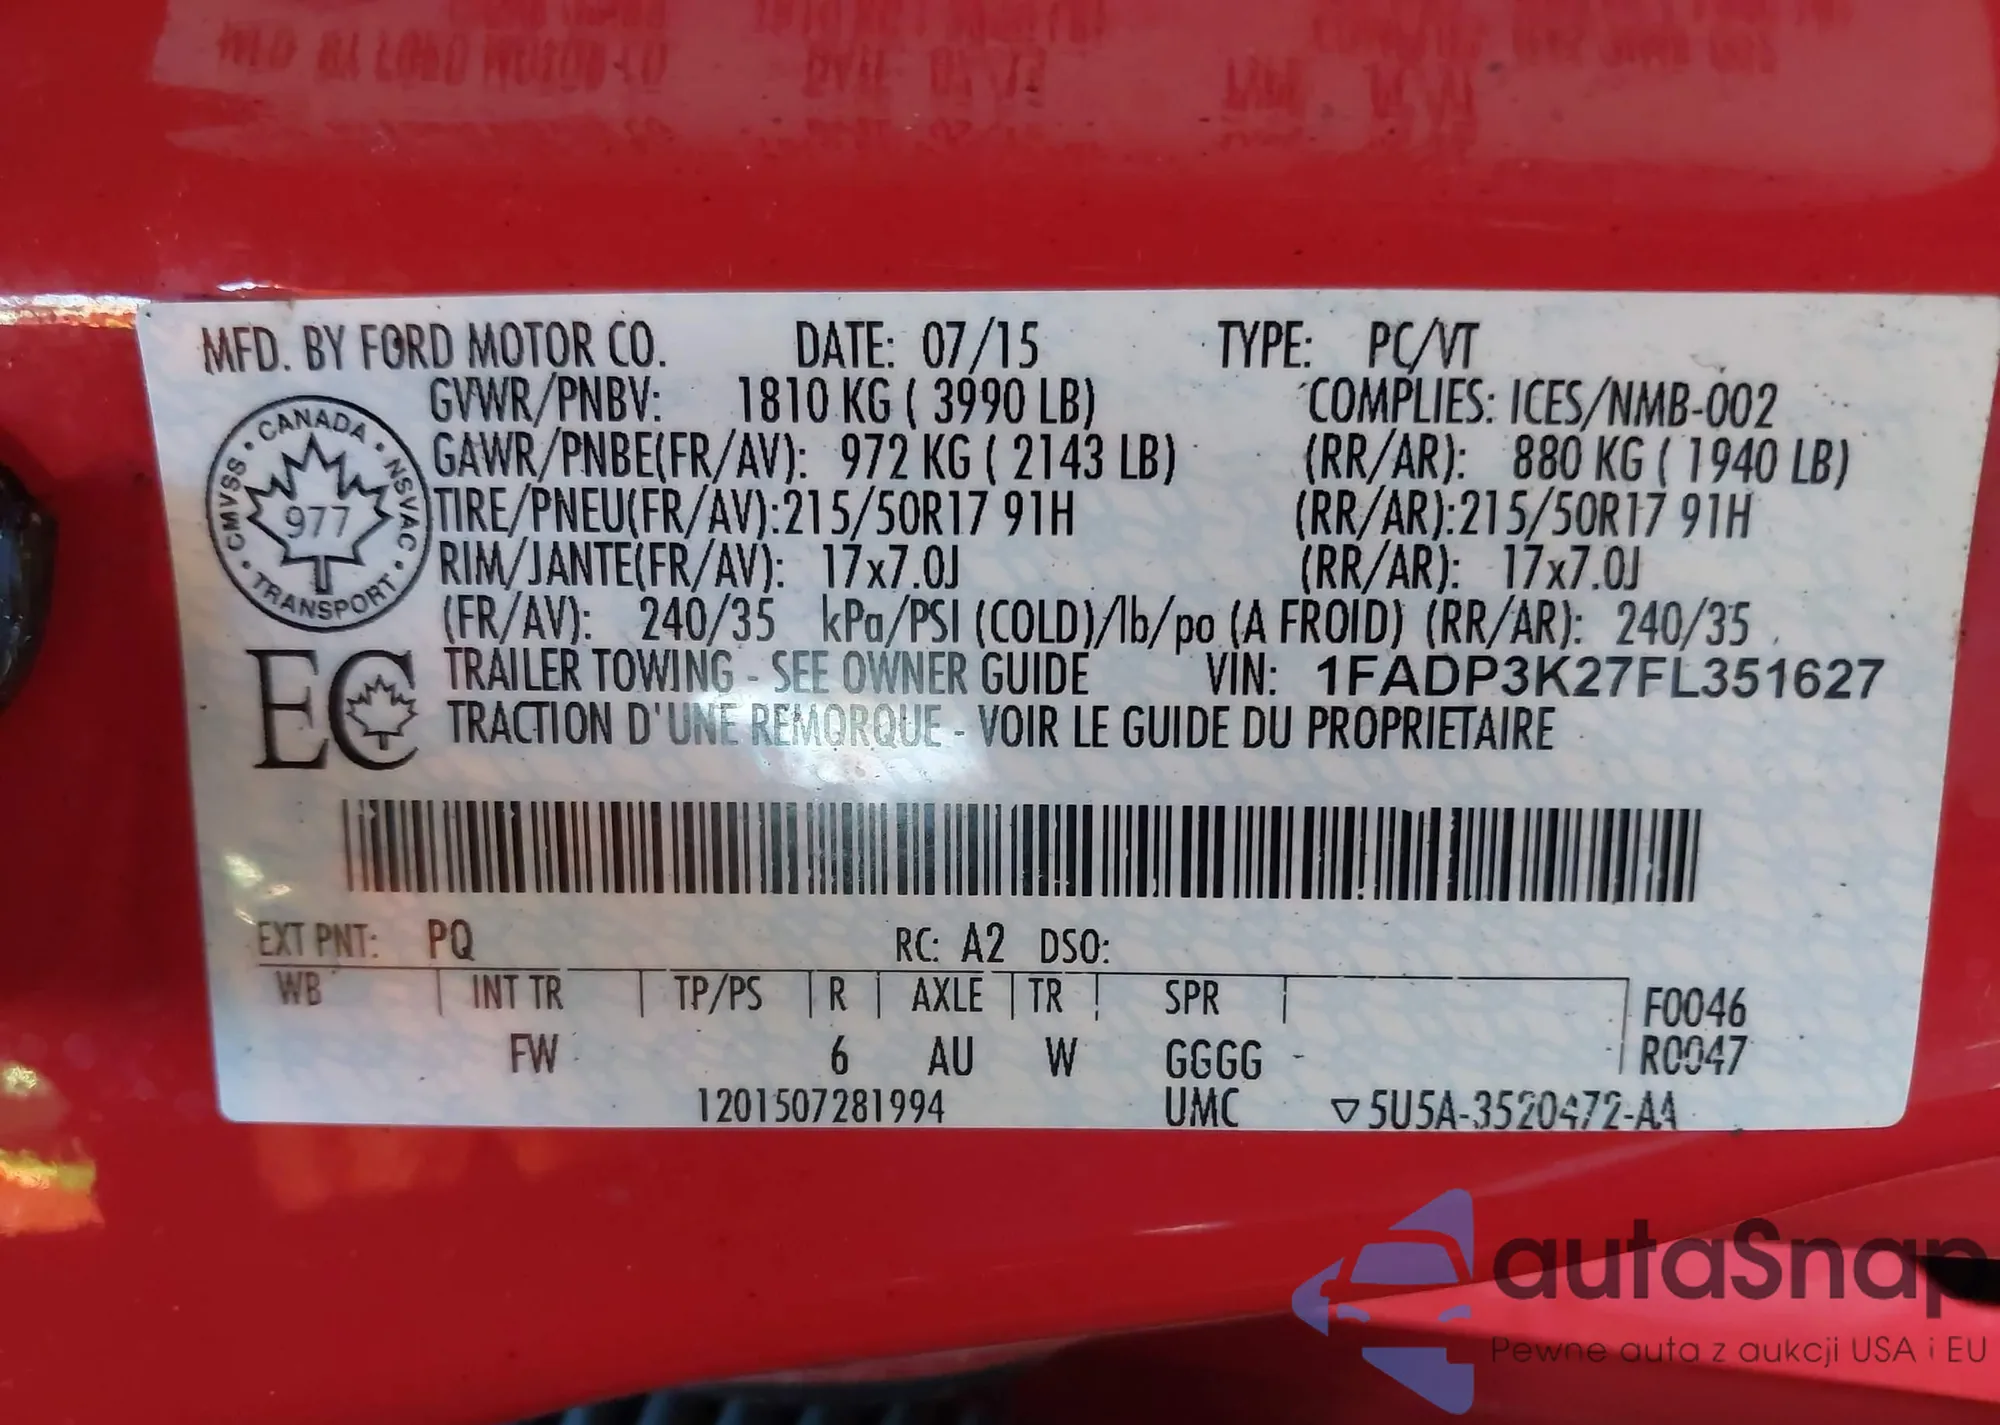 MFD. BY FORD MOTOR CO. DATE: 07/15 TYPE: PC/VT
GVWR/PNBV: 1810 KG ( 3990 LB) COMPLIES: ICES/NMB-002
GAWR/PNBE(FR/AV): 972 KG ( 2143 LB) (RR/AR): 880 KG ( 1940 LB)
TIRE/PNEU(FR/AV):215/50R17 91H (RR/AR):215/50R17 91H
RIM/JANTE(FR/AV): 17x7.0J (RR/AR): 17x7.0J
(FR/AV): 240/35 kPa/PSI (COLD)/lb/po (A FROID) (RR/AR): 240/35
CANADA · NSVAC · TRANSPORT · CMVSS ·
977
EC
TRAILER TOWING - SEE OWNER GUIDE VIN: 1FADP3K27FL351627
TRACTION D'UNE REMORQUE - VOIR LE GUIDE DU PROPRIETAIRE
EXT PNT: PQ RC: A2 DSO:
WB INT TR TP/PS R AXLE TR SPR F0046
FW 6 AU W GGGG R0047
1201507281994 UMC ▽5U5A-3520472-AA
autaSnap
Pewne auta z aukcji USA i EU